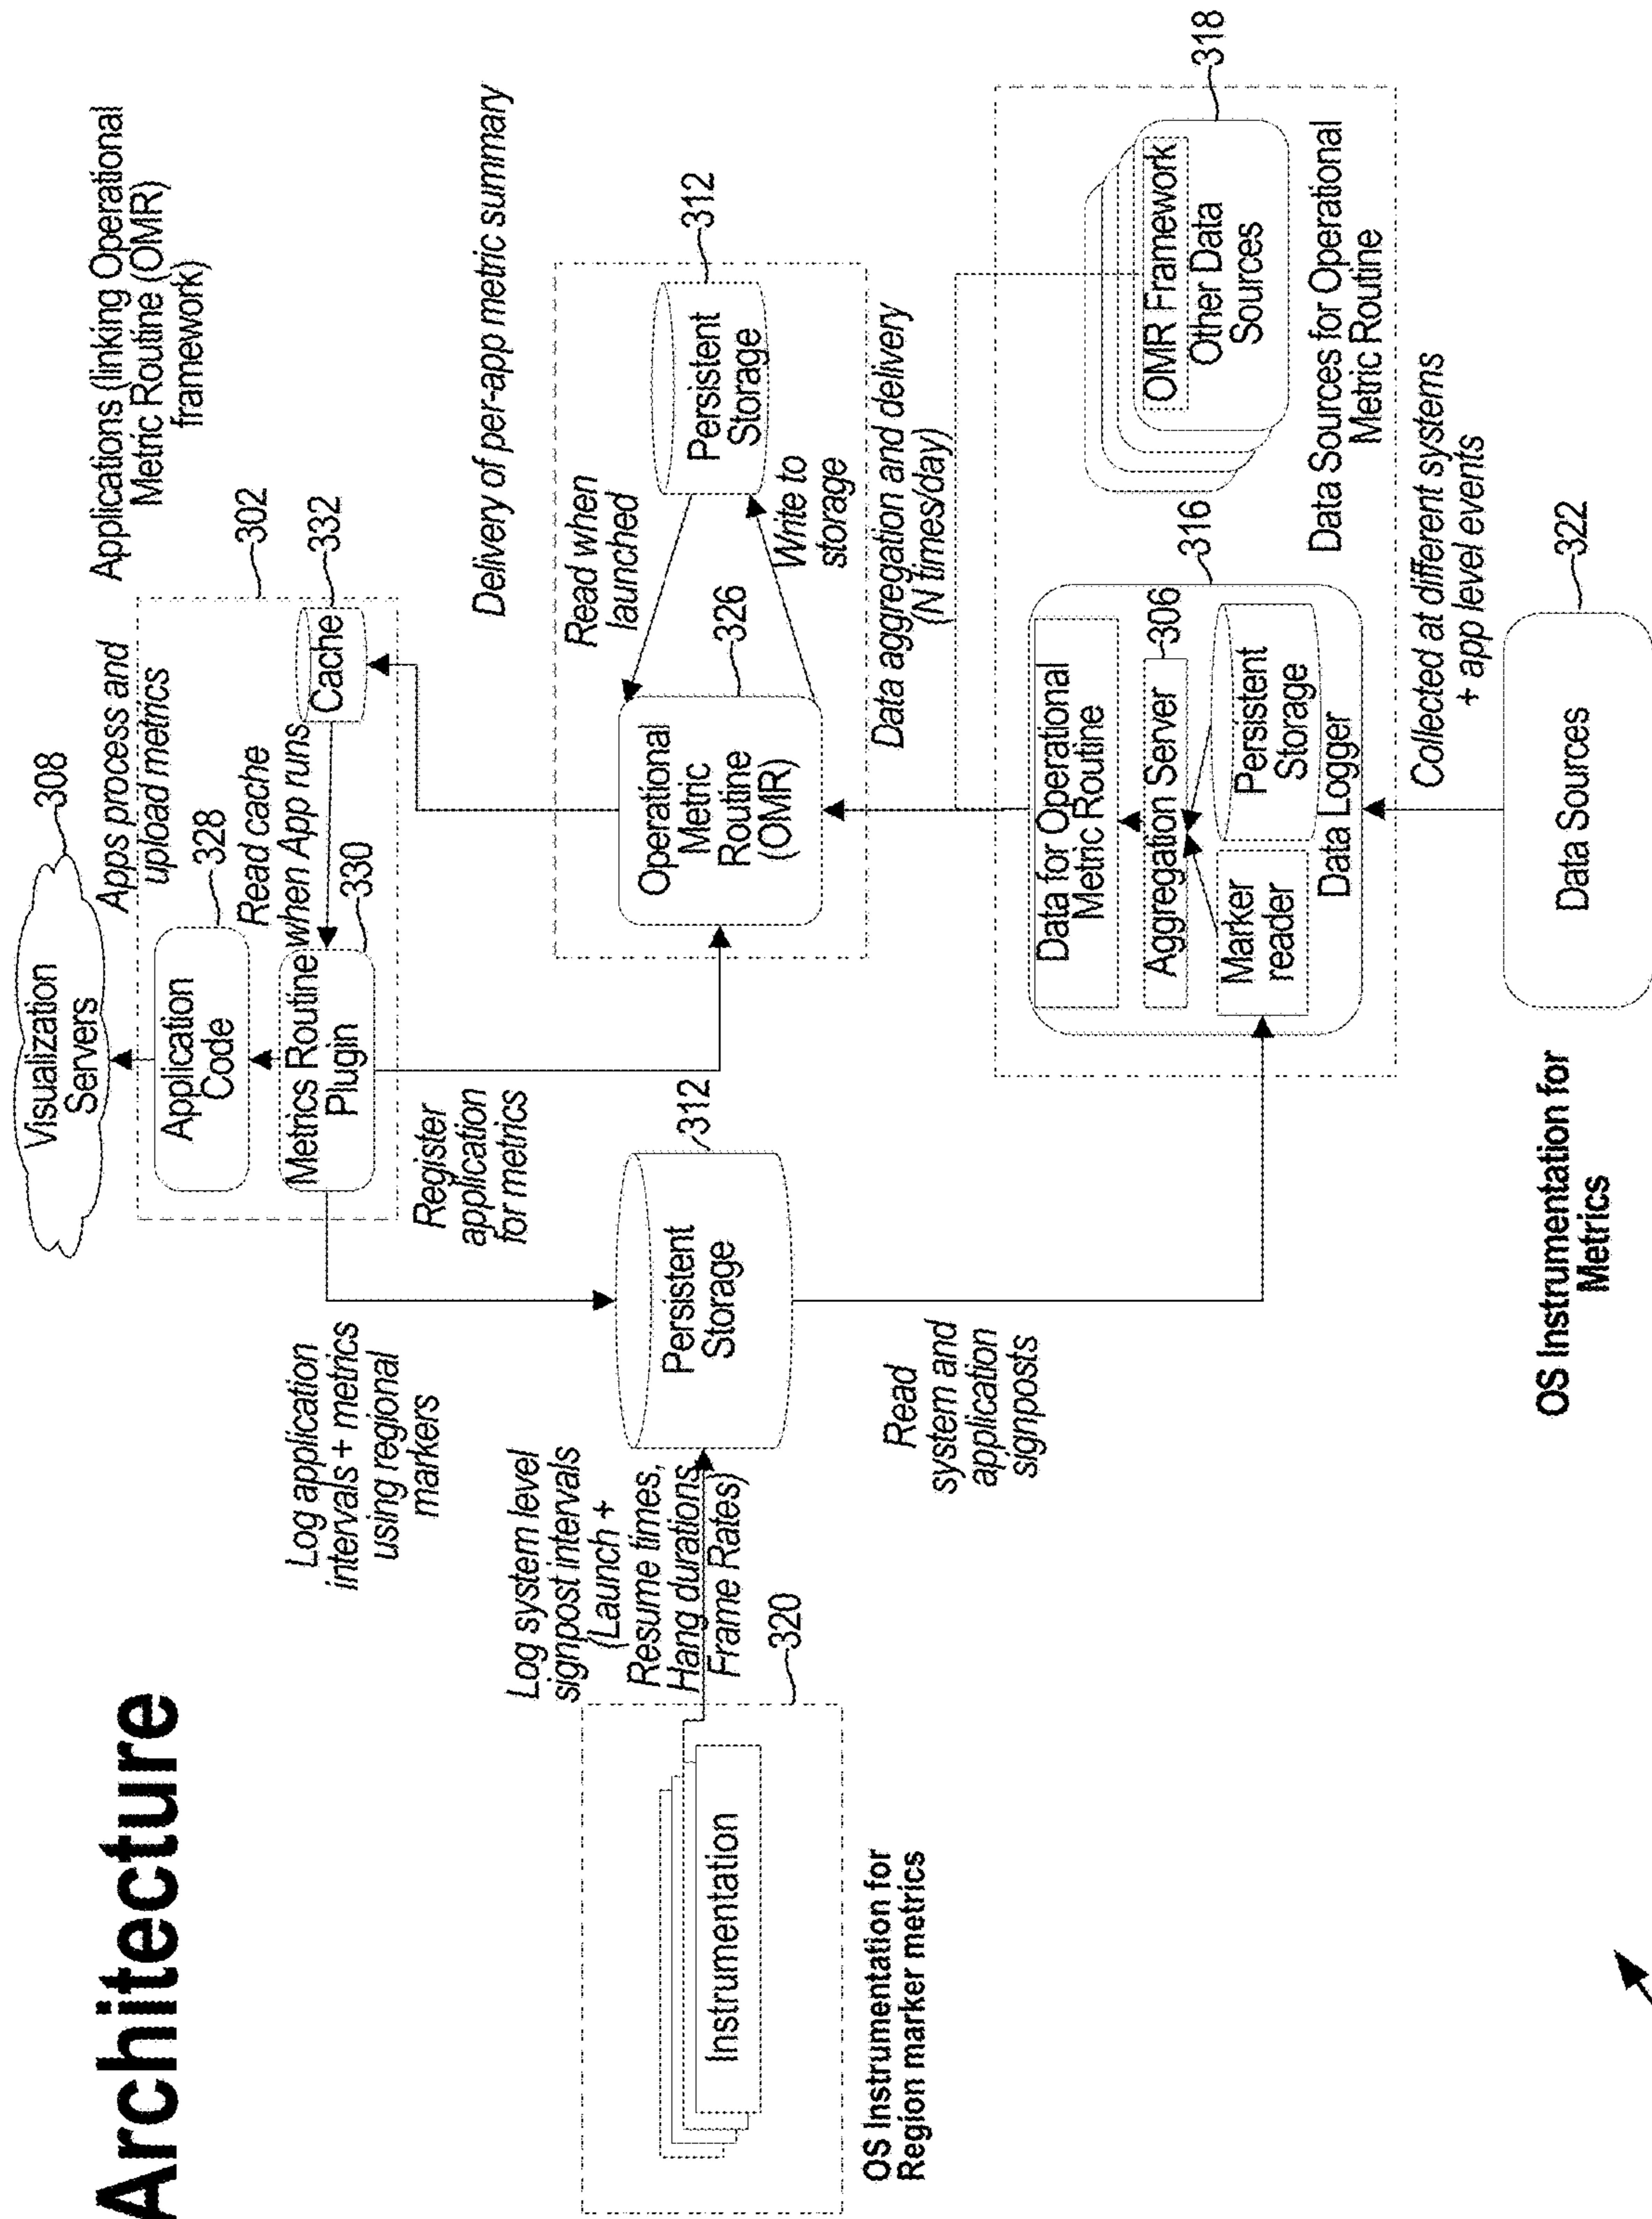 Architecture
Visualization
Servers
308
Apps process and
upload metrics
Applications (linking Operational
Metric Routine (OMR)
framework)
302
Application
Code
328
Read cache
when App runs
Metrics Routine
Plugin
330
Cache
332
Log application
intervals + metrics
using regional
markers
Register
application
for metrics
Delivery of per-app metric summary
Log system level
signpost intervals
(Launch +
Resume times,
Hang durations,
Frame Rates)
Instrumentation
320
OS Instrumentation for
Region marker metrics
Persistent
Storage
312
Read
system and
application
signposts
Operational
Metric
Routine
(OMR)
326
Read when
launched
Write to
storage
Persistent
Storage
312
Data aggregation and delivery
(N times/day)
Data for Operational
Metric Routine
Aggregation Server
306
Marker
reader
Persistent
Storage
Data Logger
316
OMR Framework
Other Data
Sources
318
Data Sources for Operational
Metric Routine
Collected at different systems
+ app level events
Data Sources
322
OS Instrumentation for
Metrics